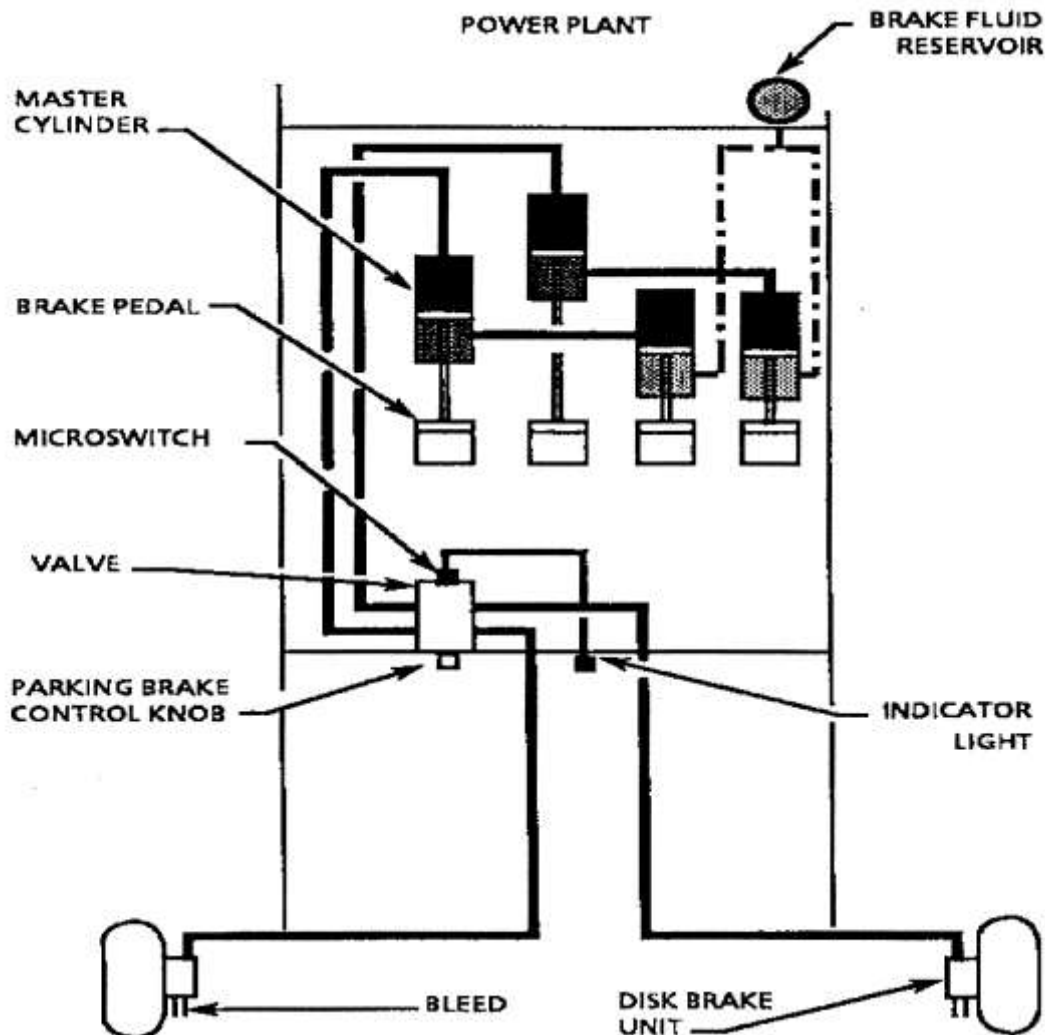 POWER PLANT
BRAKE FLUID
RESERVOIR
MASTER
CYLINDER
BRAKE PEDAL
MICROSWITCH
VALVE
PARKING BRAKE
CONTROL KNOB
INDICATOR
LIGHT
BLEED
DISK BRAKE
UNIT